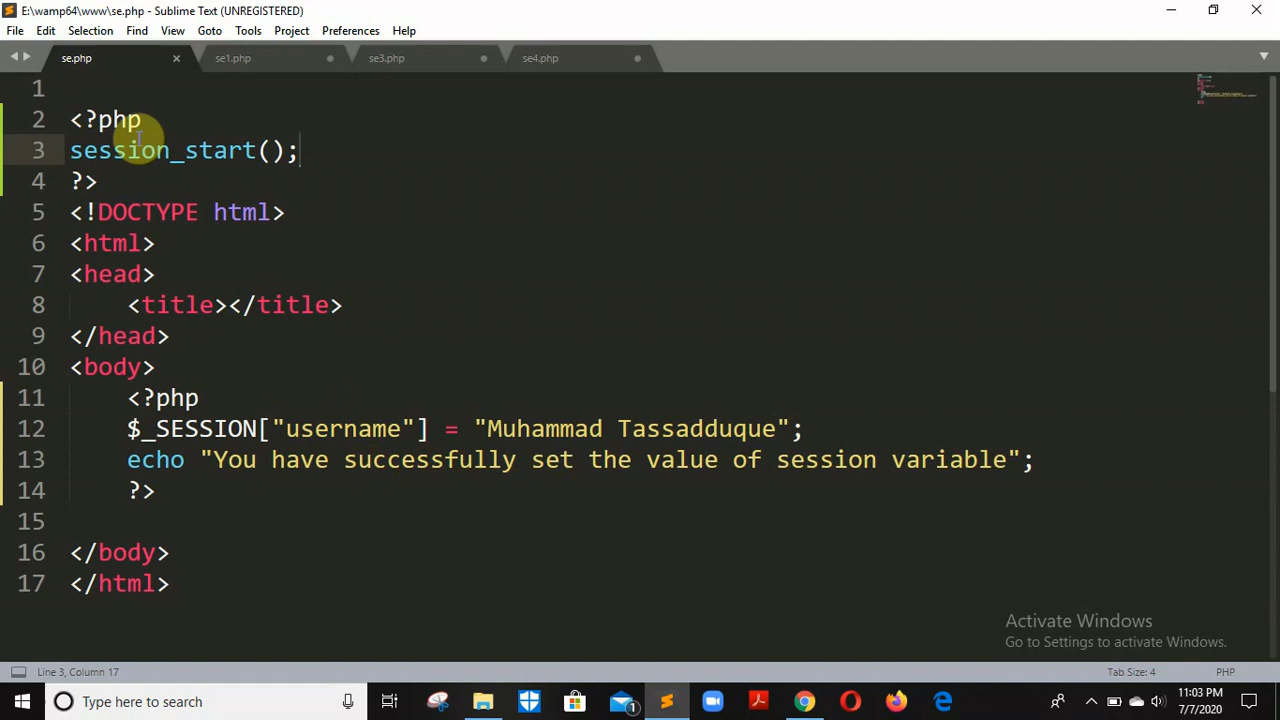 E:\wamp64\www\se.php - Sublime Text (UNREGISTERED)
File Edit Selection Find View Goto Tools Project Preferences Help
se.php se1.php se3.php se4.php
1
2 <?php
3 session_start();
4 ?>
5 <!DOCTYPE html>
6 <html>
7 <head>
8 <title></title>
9 </head>
10 <body>
11 <?php
12 $_SESSION["username"] = "Muhammad Tassadduque";
13 echo "You have successfully set the value of session variable";
14 ?>
15
16 </body>
17 </html>
Activate Windows
Go to Settings to activate Windows.
Line 3, Column 17 Tab Size: 4 PHP
Type here to search 1 11:03 PM
7/7/2020